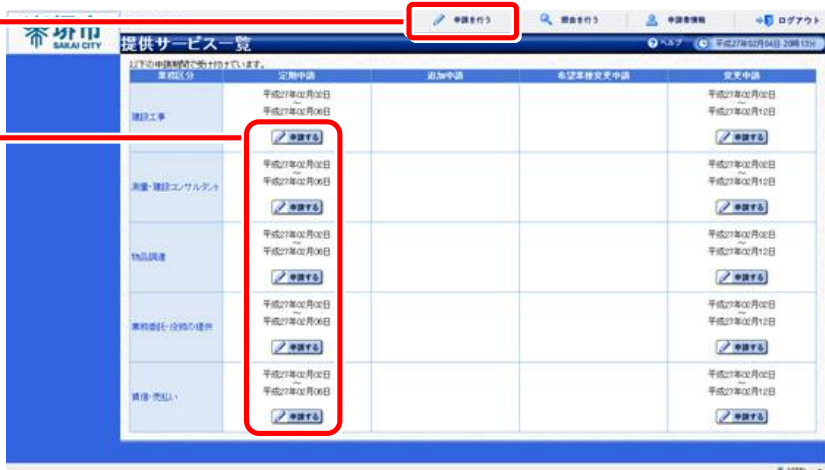 申請を行う 照会を行う 申請者情報 ログアウト
堺市
SAKAI CITY
提供サービス一覧
ヘルプ 平成27年02月04日 20時13分
以下の申請期間で受け付けています。
業務区分 定期申請 追加申請 希望業種変更申請 変更申請
建設工事
平成27年02月02日
~
平成27年02月06日
申請する
平成27年02月02日
~
平成27年02月12日
申請する
測量・建設コンサルタント
平成27年02月02日
~
平成27年02月06日
申請する
平成27年02月02日
~
平成27年02月12日
申請する
物品調達
平成27年02月02日
~
平成27年02月06日
申請する
平成27年02月02日
~
平成27年02月12日
申請する
業務委託・役務の提供
平成27年02月02日
~
平成27年02月06日
申請する
平成27年02月02日
~
平成27年02月12日
申請する
賃借・売払い
平成27年02月02日
~
平成27年02月06日
申請する
平成27年02月02日
~
平成27年02月12日
申請する